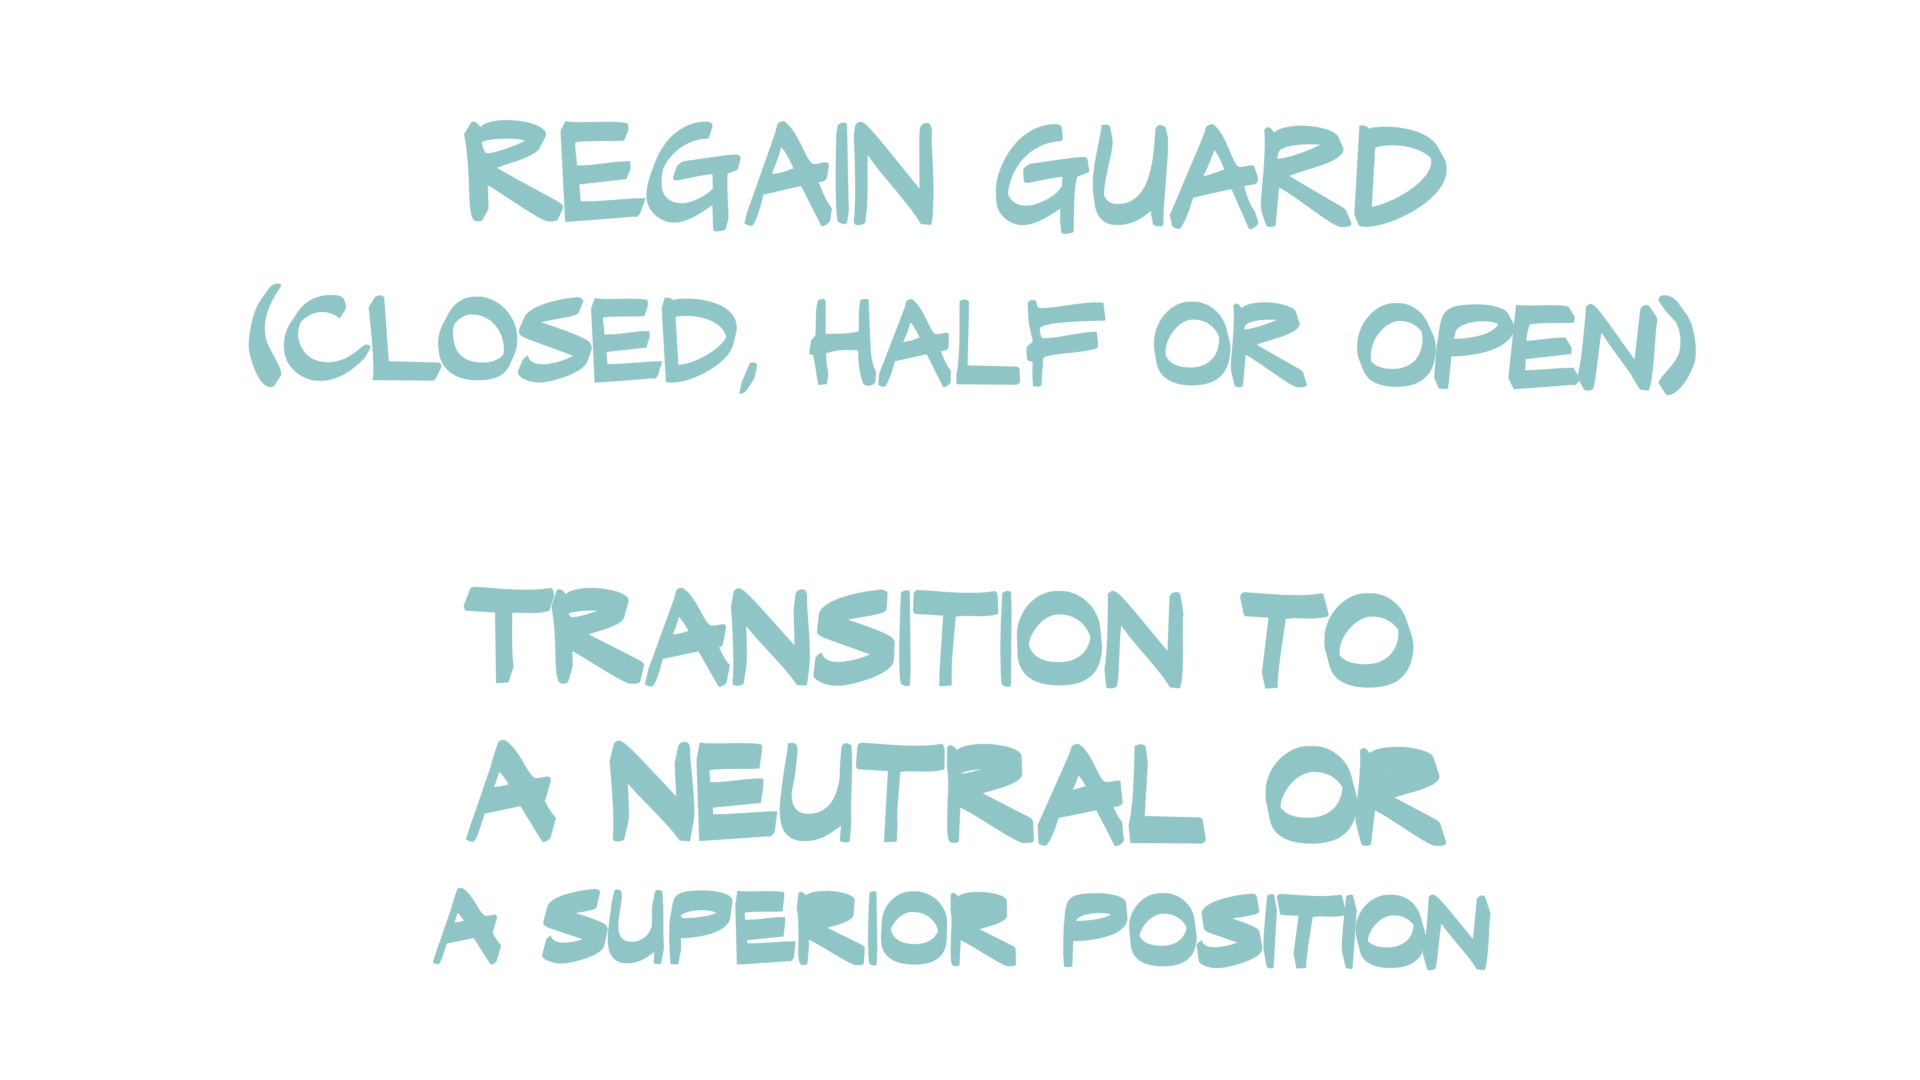 REGAIN GUARD
(CLOSED, HALF OR OPEN)
TRANSITION TO
A NEUTRAL OR
A SUPERIOR POSITION